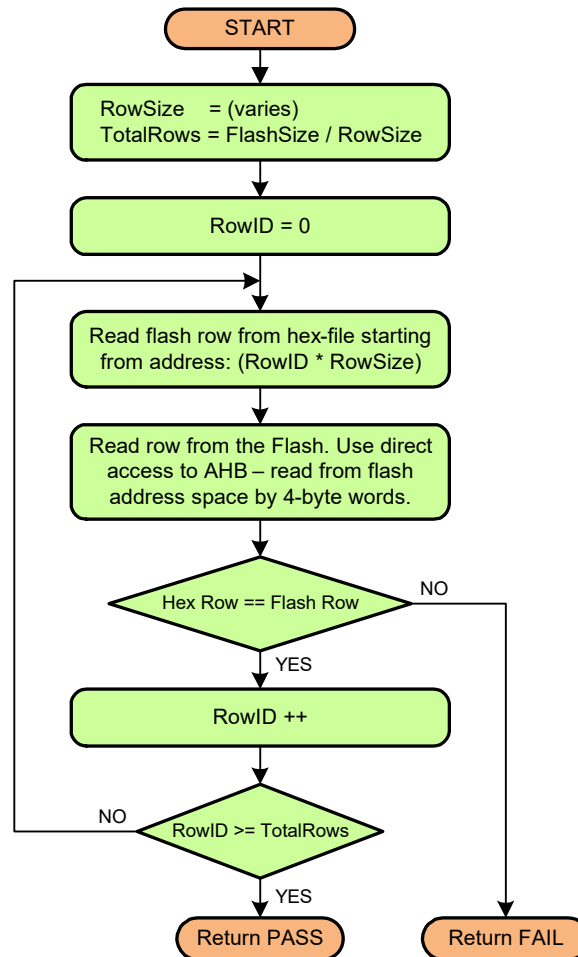 START
RowSize = (varies)
TotalRows = FlashSize / RowSize
RowID = 0
Read flash row from hex-file starting
from address: (RowID * RowSize)
Read row from the Flash. Use direct
access to AHB – read from flash
address space by 4-byte words.
Hex Row == Flash Row
NO
YES
RowID ++
NO
RowID >= TotalRows
YES
Return PASS
Return FAIL